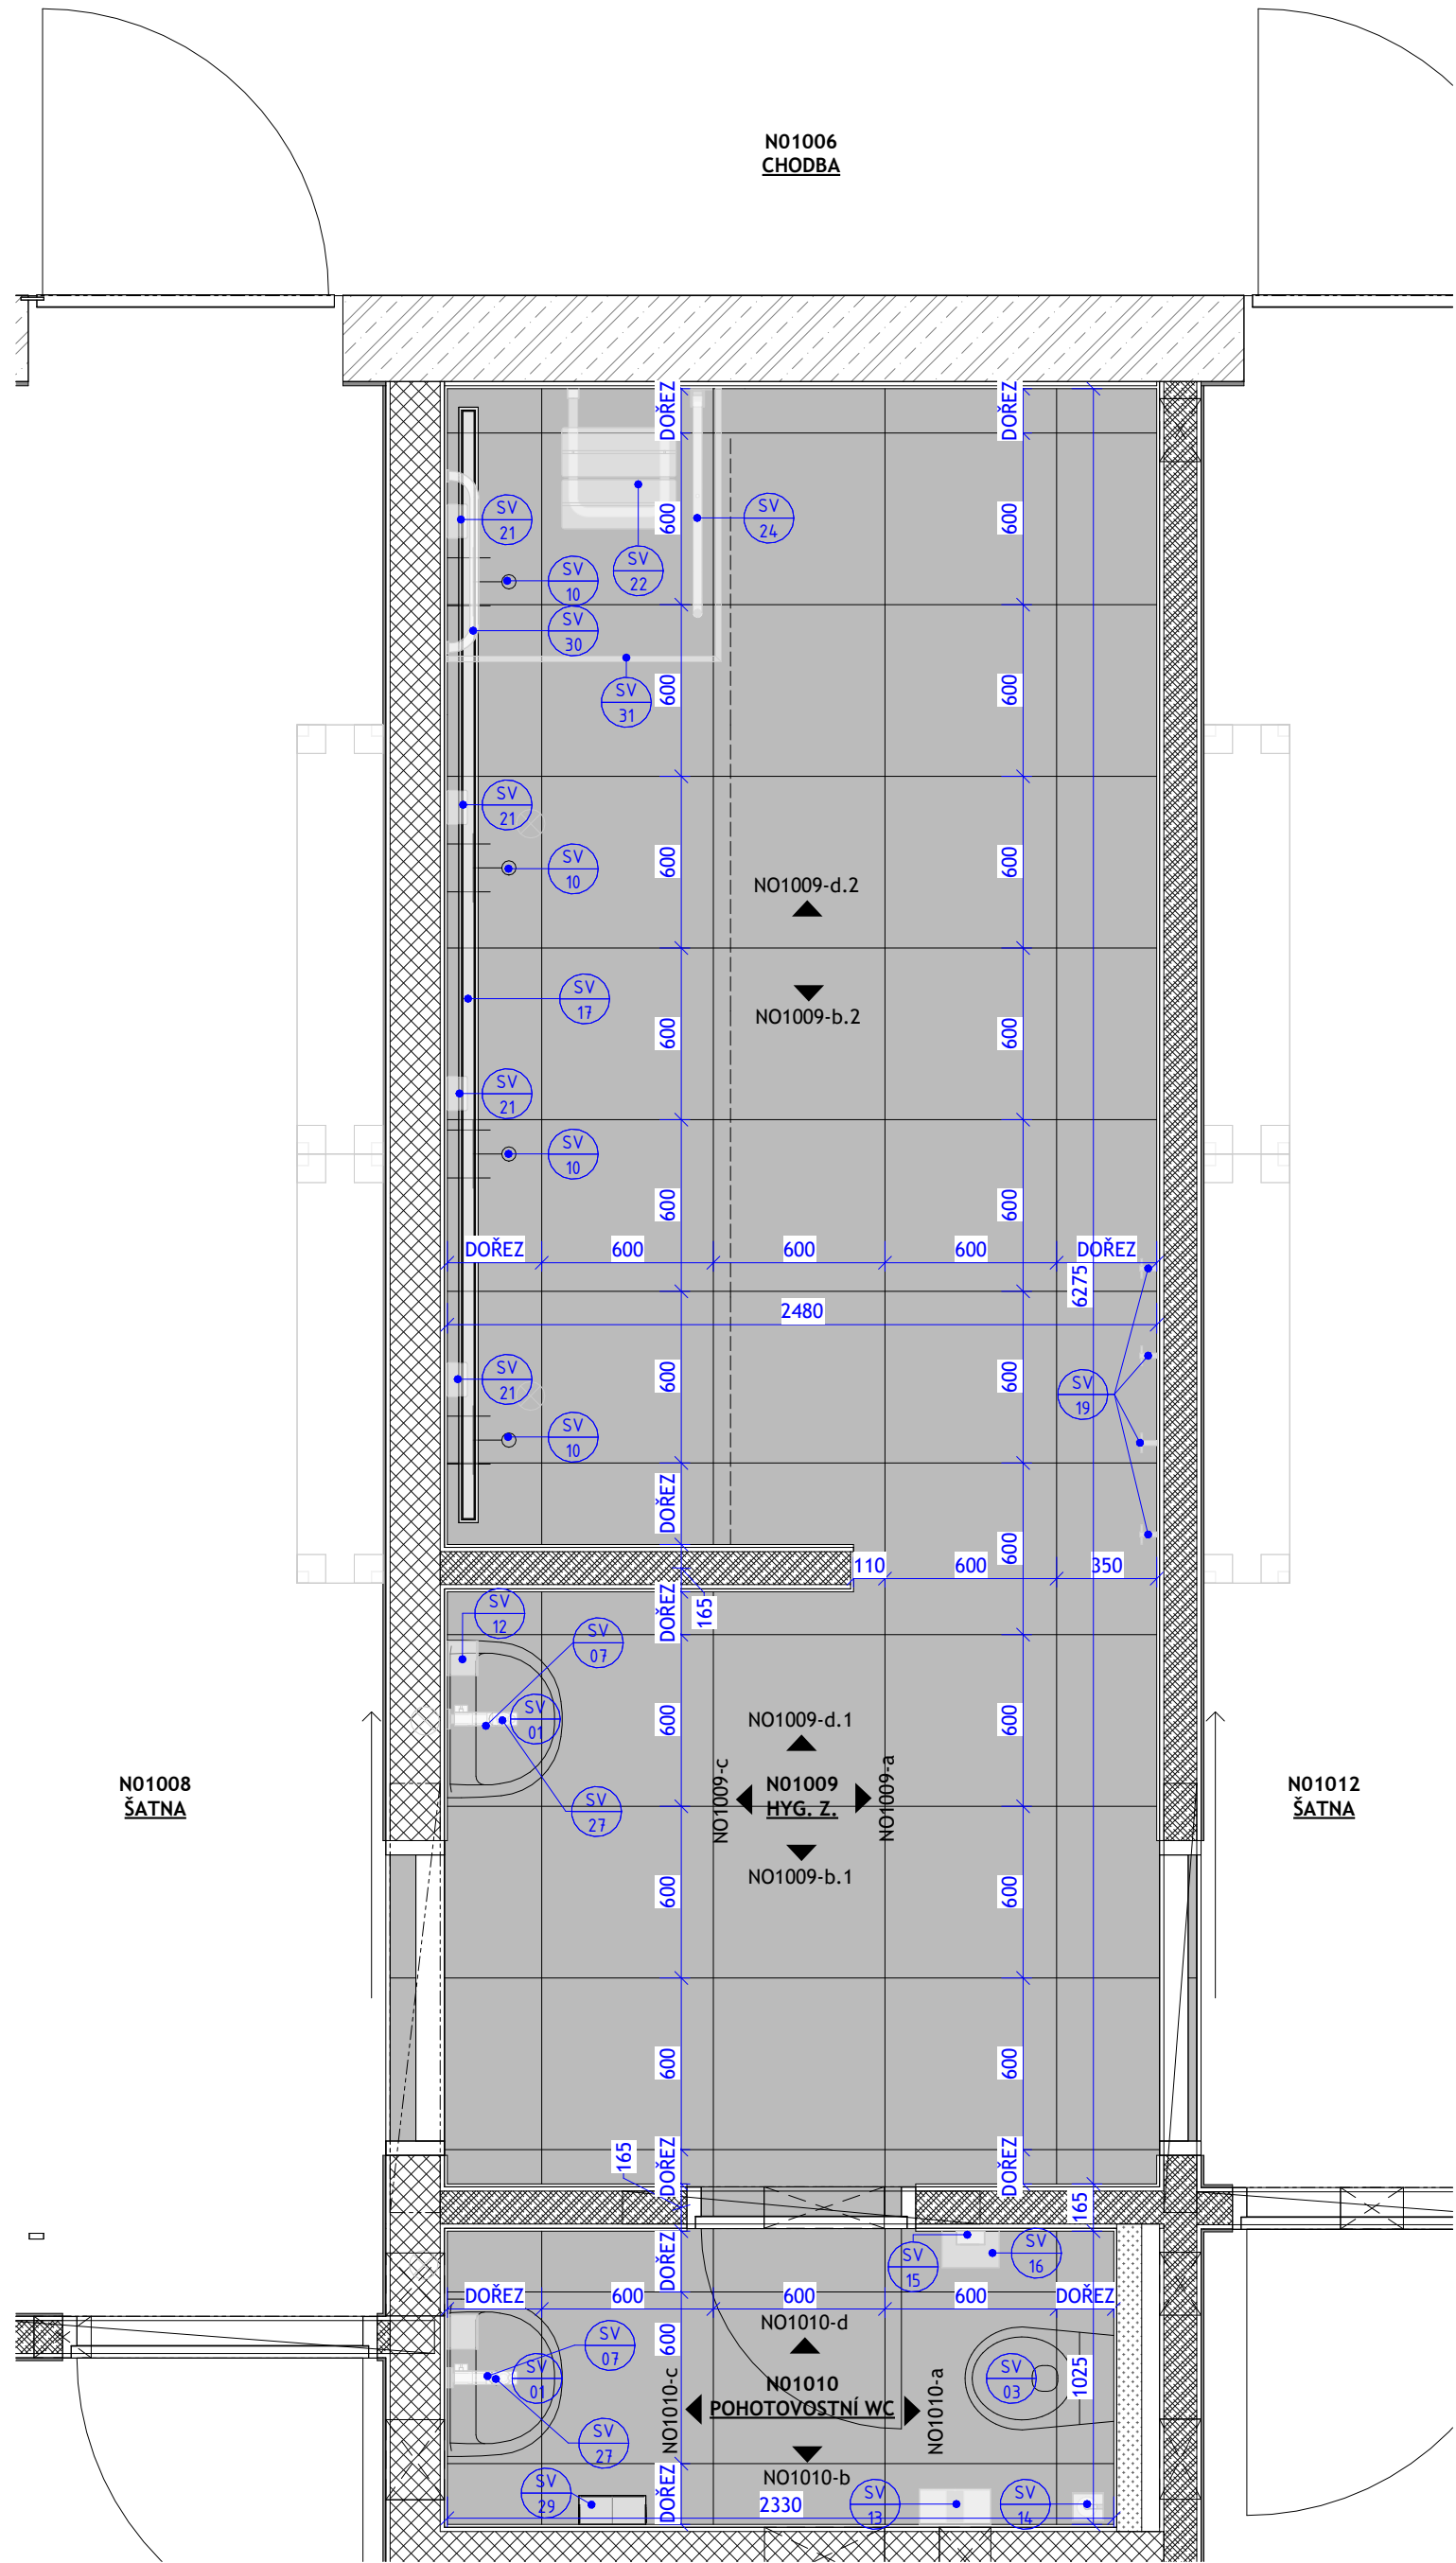 N01006
CHODBA
DOŘEZ
DOŘEZ
SV
21
SV
24
600
600
SV
22
SV
10
SV
30
SV
31
600
600
SV
21
SV
10
600
600
NO1009-d.2
SV
17
NO1009-b.2
600
600
SV
21
SV
10
600
600
DOŘEZ
600
600
600
DOŘEZ
6275
2480
SV
21
600
600
SV
19
SV
10
DOŘEZ
600
110
600
350
165
DOŘEZ
SV
12
SV
07
SV
01
600
600
NO1009-d.1
N01008
ŠATNA
NO1009-c
N01009
HYG. Z.
NO1009-a
N01012
ŠATNA
SV
27
NO1009-b.1
600
600
600
600
165
DOŘEZ
DOŘEZ
165
DOŘEZ
SV
15
SV
16
DOŘEZ
600
600
600
DOŘEZ
NO1010-d
600
SV
07
SV
01
SV
03
1025
NO1010-c
N01010
POHOTOVOSTNÍ WC
NO1010-a
SV
27
NO1010-b
SV
29
DOŘEZ
2330
SV
13
SV
14